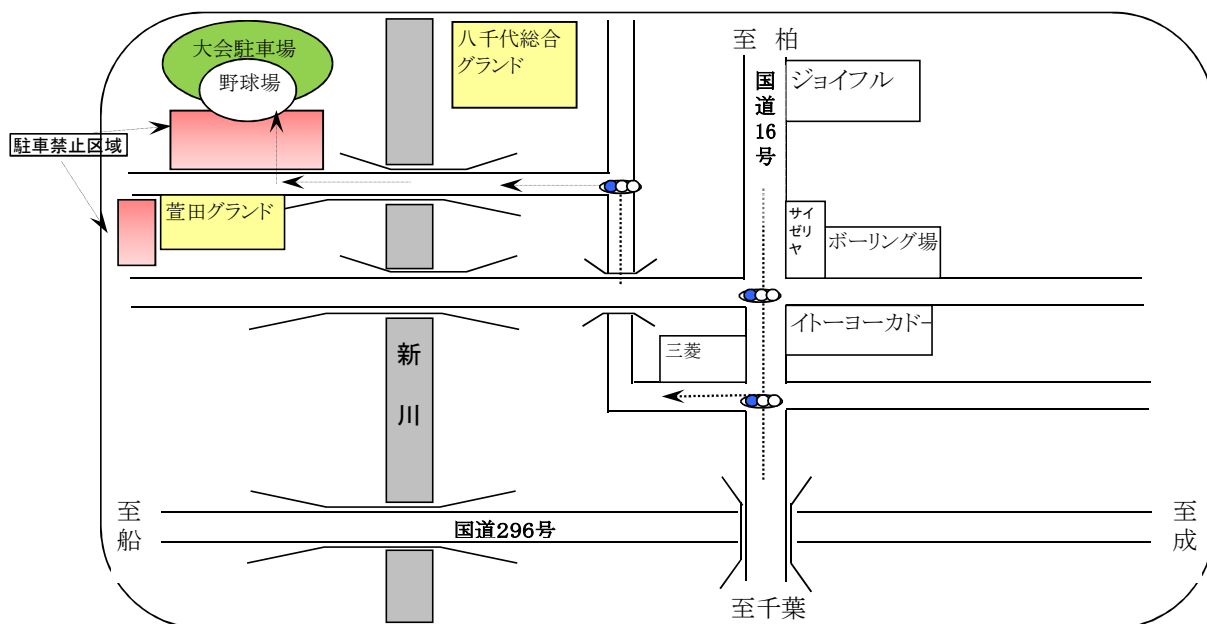 大会駐車場
野球場
駐車禁止区域
八千代総合
グランド
至 柏
国道16号
ジョイフル
萱田グランド
サイ
ゼリ
ヤ
ボーリング場
イトーヨーカドー
三菱
新川
至船
国道296号
至成
至千葉